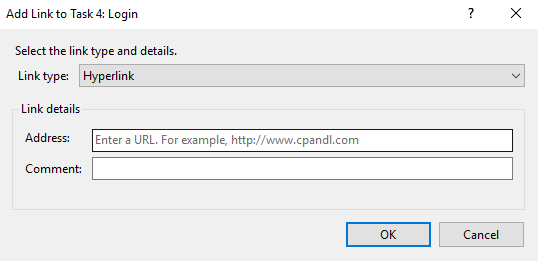 Add Link to Task 4: Login
Select the link type and details.
Link type: Hyperlink
Link details
Address: Enter a URL. For example, http://www.cpandl.com
Comment:
OK Cancel